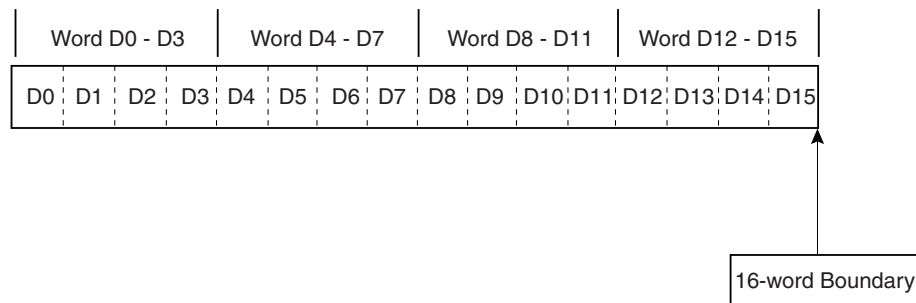 Word D0 - D3 Word D4 - D7 Word D8 - D11 Word D12 - D15
D0 D1 D2 D3 D4 D5 D6 D7 D8 D9 D10 D11 D12 D13 D14 D15
16-word Boundary